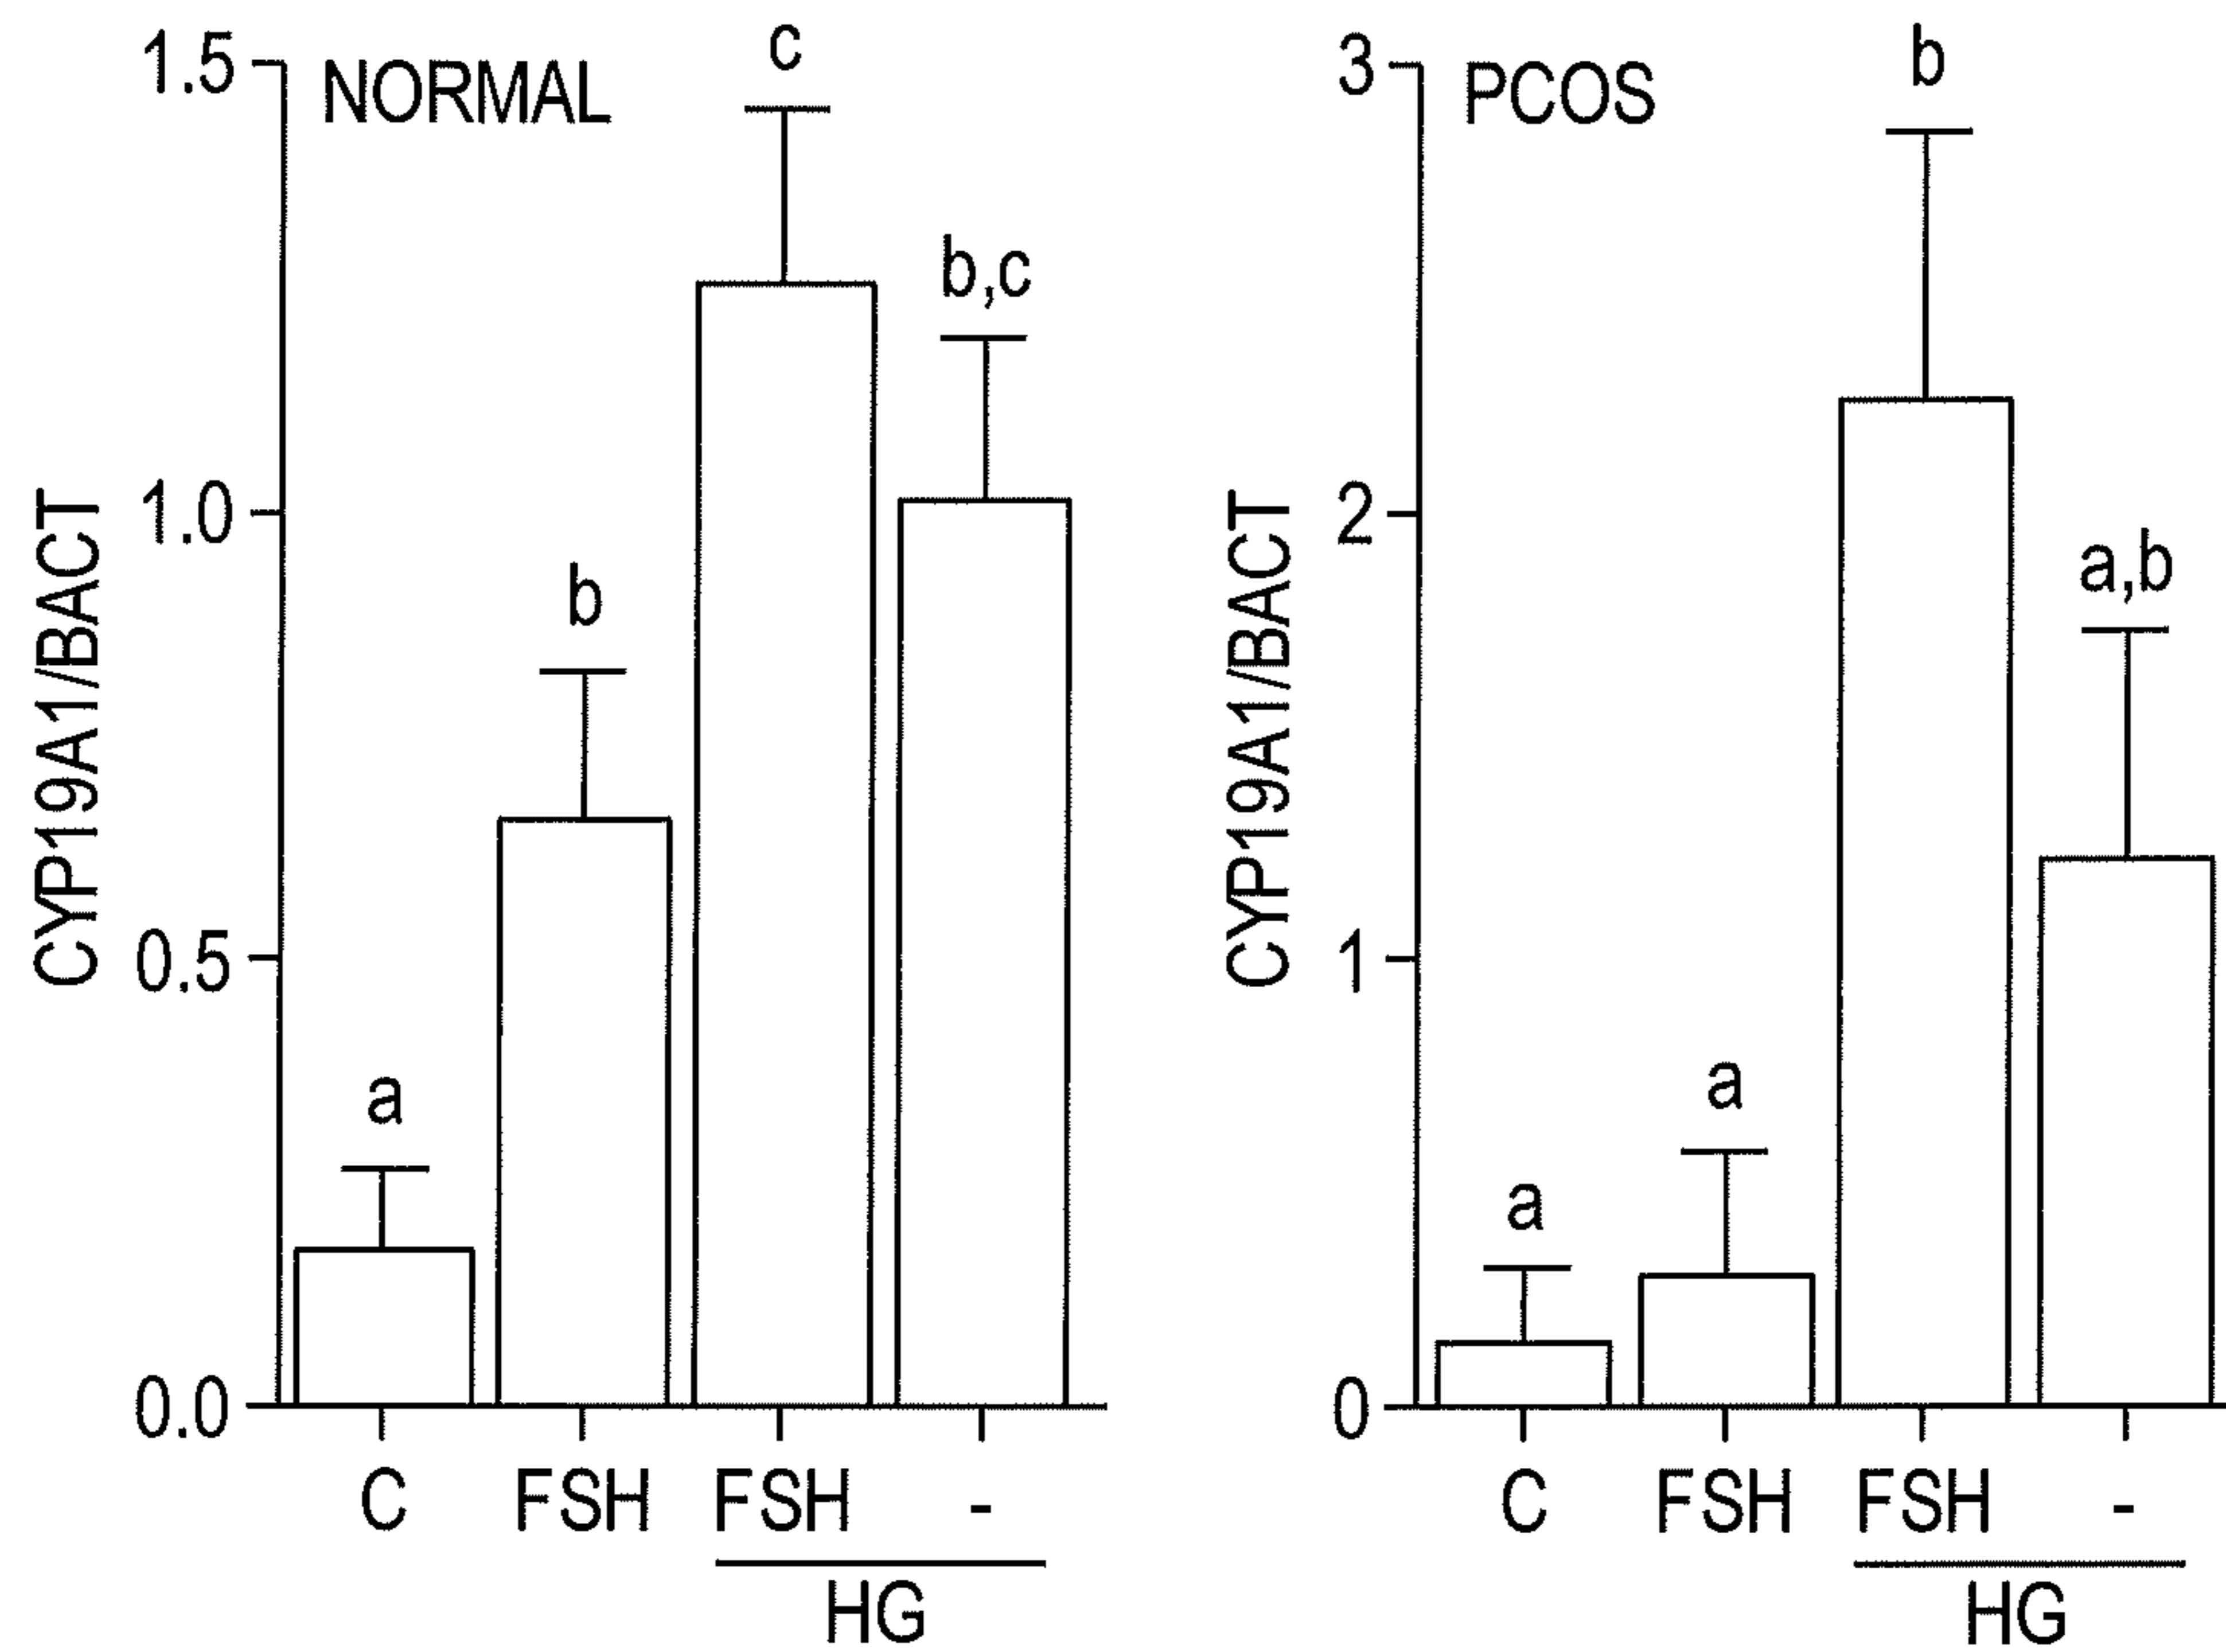 NORMAL
CYP19A1/BACT
1.5
1.0
0.5
0.0
a
b
c
b,c
C FSH FSH -
HG
PCOS
CYP19A1/BACT
3
2
1
0
a
a
b
a,b
C FSH FSH -
HG